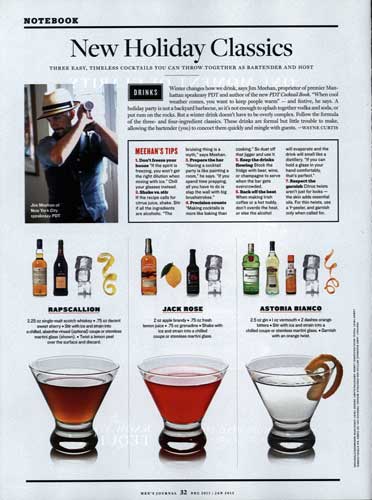 NOTEBOOK
New Holiday Classics
THREE EASY, TIMELESS COCKTAILS YOU CAN THROW TOGETHER AS BARTENDER AND HOST
DRINKS
Winter changes how we drink, says Jim Meehan, proprietor of premier Man-
hattan speakeasy PDT and author of the new PDT Cocktail Book. "When cool
weather comes, you want to keep people warm" — and festive, he says. A
holiday party is not a backyard barbecue, so it's not enough to splash together vodka and soda, or
put rum on the rocks. But a winter drink doesn't have to be overly complex. Follow the formula
of the three- and four-ingredient classics. These drinks are formal but little trouble to make,
allowing the bartender (you) to concoct them quickly and mingle with guests. —WAYNE CURTIS
Jim Meehan of
New York City
speakeasy PDT
MEEHAN'S TIPS
1. Don't freeze your
booze "If the spirit is
freezing, you won't get
the right dilution when
mixing with ice." Chill
your glasses instead.
2. Shake vs. stir
If the recipe calls for
citrus juice, shake. Stir
if all the ingredients
are alcoholic. "The
bruising thing is a
myth," says Meehan.
3. Prepare the bar
"Having a cocktail
party is like painting a
room," he says. "If you
spend time prepping,
all you have to do is
slap the wall with big
brushstrokes."
4. Precision counts
"Making cocktails is
more like baking than
cooking." So dust off
that jigger and use it.
5. Keep the drinks
flowing Stock the
fridge with beer, wine,
or champagne to serve
before the bar gets
overcrowded.
6. Back off the heat
When making Irish
coffee or a hot toddy,
don't overdo the heat
or else the alcohol
will evaporate and the
drink will smell like a
distillery. "If you can
hold a glass in your
hand comfortably,
that's perfect."
7. Respect the
garnish Citrus twists
aren't just for looks —
the skin adds essential
oils. For this twists, use
a Y-peeler, and garnish
only when called for.
RAPSCALLION
2.25 oz single-malt scotch whiskey • .75 oz
sweet sherry • Stir with ice and strain into
a chilled, absinthe-rinsed (optional) coupe or stemless
martini glass (shown). • Twist a lemon peel
over the surface and discard.
JACK ROSE
2 oz apple brandy • .75 oz fresh
lemon juice • .75 oz grenadine • Shake with
ice and strain into a chilled
coupe or stemless martini glass.
ASTORIA BIANCO
2.5 oz gin • 1 oz vermouth • 2 dashes orange
bitters • Stir with ice and strain into a
chilled coupe or stemless martini glass. • Garnish
with an orange twist.
MEN'S JOURNAL 32 DEC 2011 / JAN 2012